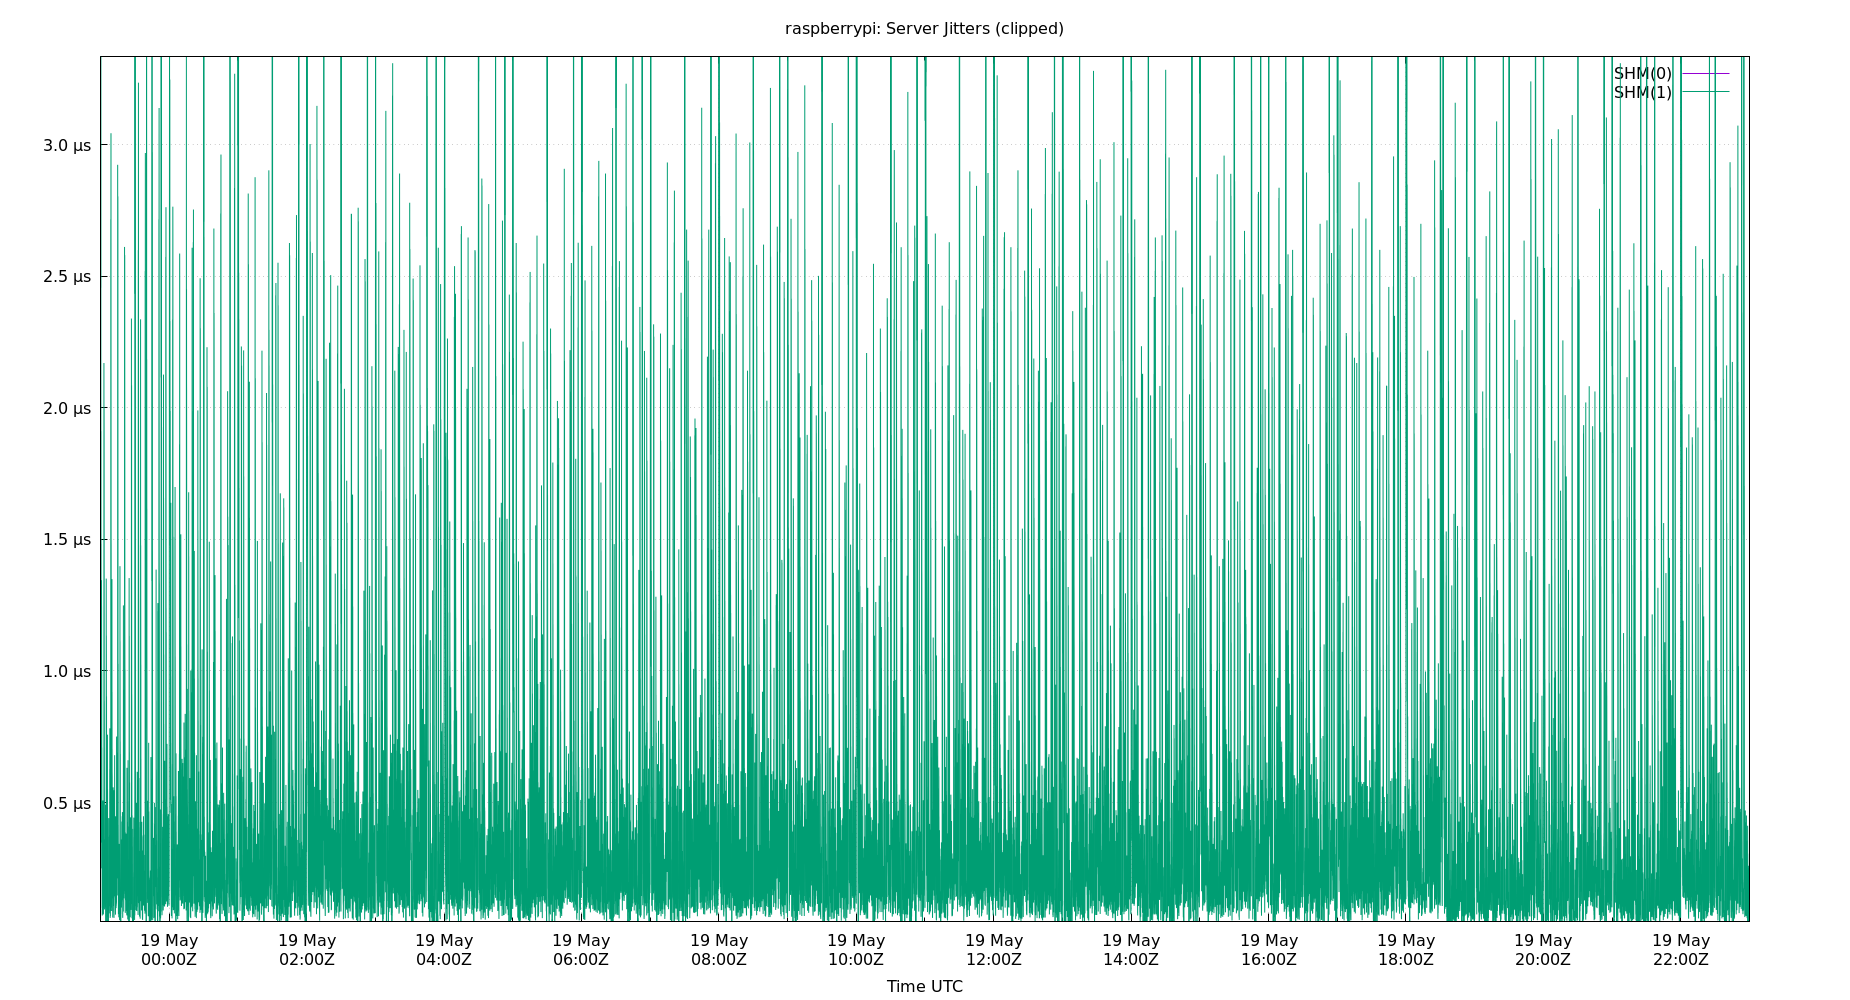 raspberrypi: Server Jitters (clipped)
SHM(0)
SHM(1)
3.0 μs
2.5 μs
2.0 μs
1.5 μs
1.0 μs
0.5 μs
19 May 19 May 19 May 19 May 19 May 19 May 19 May 19 May 19 May 19 May 19 May 19 May
00:00Z 02:00Z 04:00Z 06:00Z 08:00Z 10:00Z 12:00Z 14:00Z 16:00Z 18:00Z 20:00Z 22:00Z
Time UTC